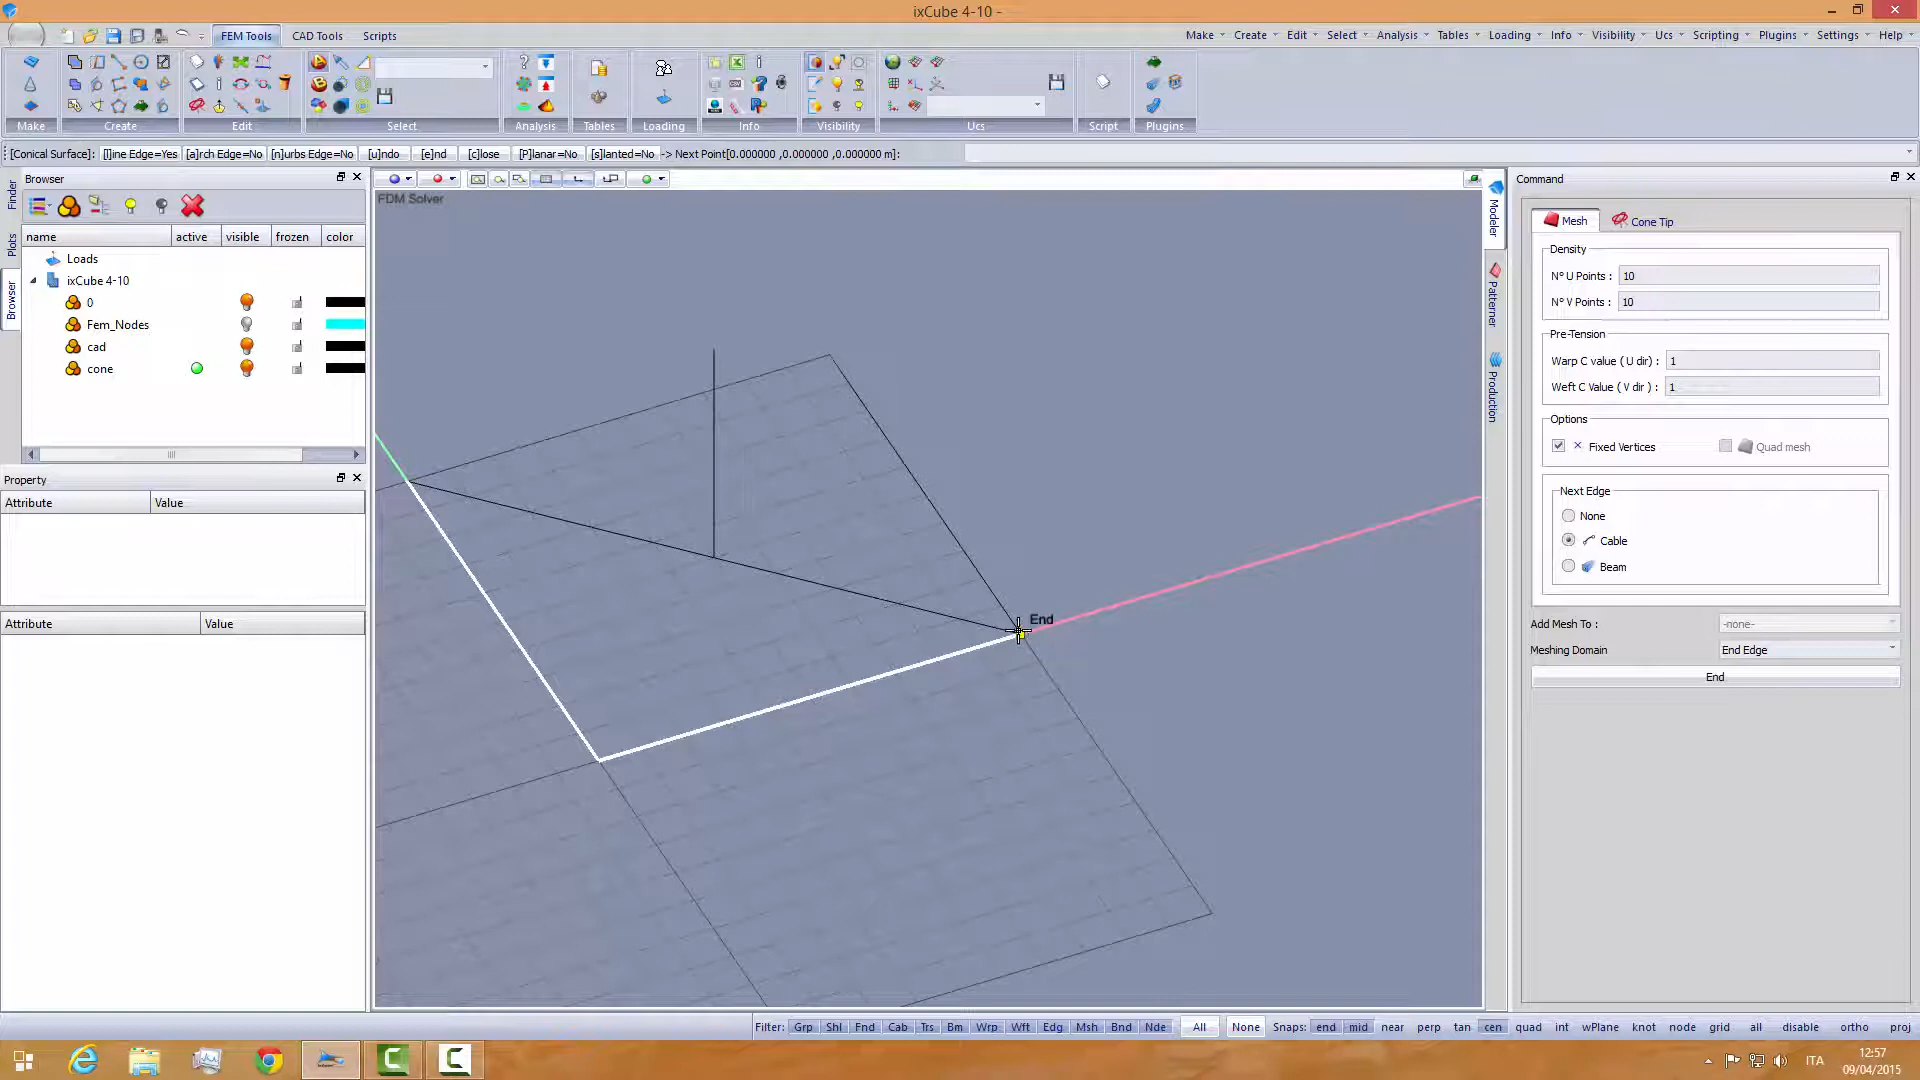 ixCube 4-10 -
FEM Tools CAD Tools Scripts
Make Create Edit Select Analysis Tables Loading Info Visibility Ucs Scripting Plugins Settings Help
Make Create Edit Select Analysis Tables Loading Info Visibility Ucs Script Plugins
[Conical Surface]: [l]ine Edge=Yes [a]rch Edge=No [n]urbs Edge=No [u]ndo [e]nd [c]lose [P]lanar=No [s]lanted=No -> Next Point[0.000000 ,0.000000 ,0.000000 m]:
Finder
Plots
Browser
Browser
name active visible frozen color
Loads
ixCube 4-10
0
Fem_Nodes
cad
cone
Property
Attribute Value
Attribute Value
FDM Solver
End
Modeler
Patterner
Production
Command
Mesh Cone Tip
Density
N° U Points : 10
N° V Points : 10
Pre-Tension
Warp C value ( U dir) : 1
Weft C Value ( V dir ) : 1
Options
Fixed Vertices Quad mesh
Next Edge
None
Cable
Beam
Add Mesh To : -none-
Meshing Domain End Edge
End
Filter: Grp Shl Fnd Cab Trs Bm Wrp Wft Edg Msh Bnd Nde All None Snaps: end mid near perp tan cen quad int wPlane knot node grid all disable ortho proj
ITA
12:57
09/04/2015